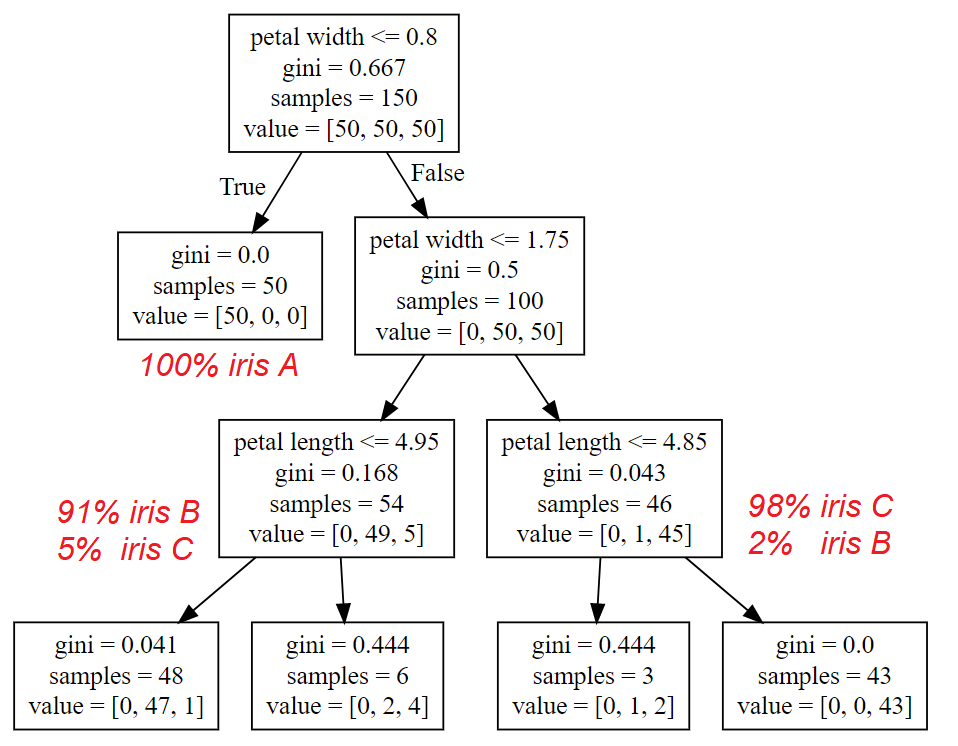 petal width <= 0.8
gini = 0.667
samples = 150
value = [50, 50, 50]
True
False
gini = 0.0
samples = 50
value = [50, 0, 0]
100% iris A
petal width <= 1.75
gini = 0.5
samples = 100
value = [0, 50, 50]
91% iris B
5% iris C
petal length <= 4.95
gini = 0.168
samples = 54
value = [0, 49, 5]
petal length <= 4.85
gini = 0.043
samples = 46
value = [0, 1, 45]
98% iris C
2% iris B
gini = 0.041
samples = 48
value = [0, 47, 1]
gini = 0.444
samples = 6
value = [0, 2, 4]
gini = 0.444
samples = 3
value = [0, 1, 2]
gini = 0.0
samples = 43
value = [0, 0, 43]